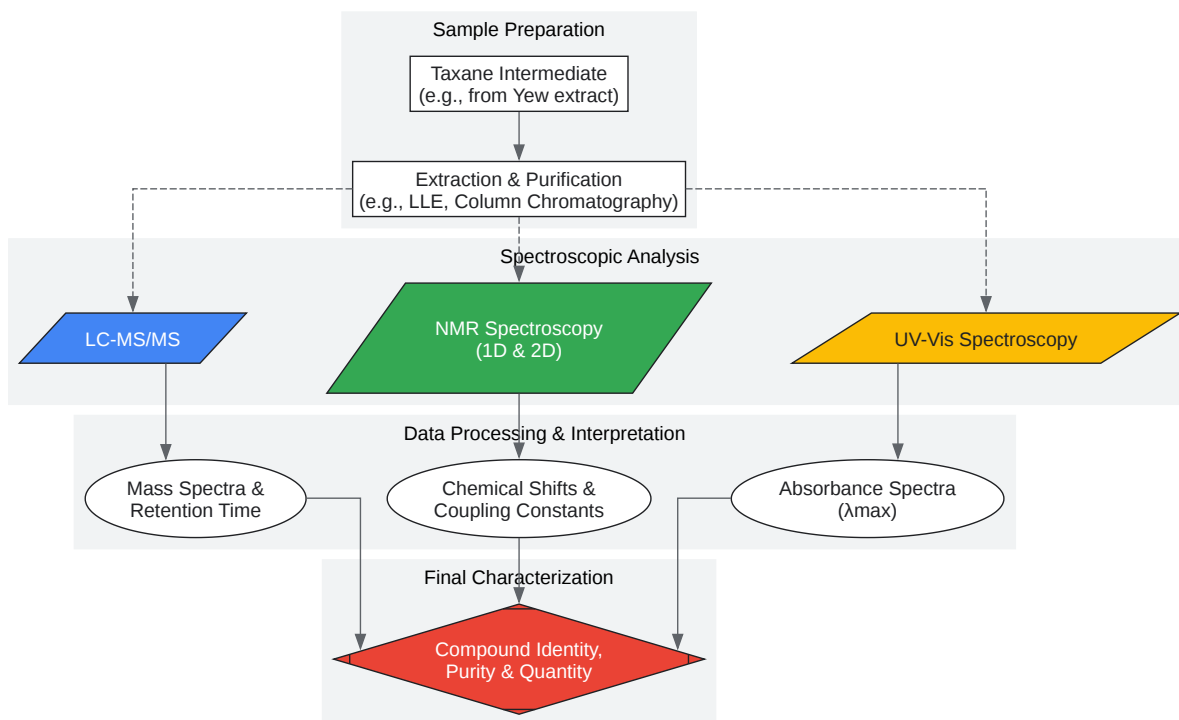 Sample Preparation
Taxane Intermediate
(e.g., from Yew extract)
Extraction & Purification
(e.g., LLE, Column Chromatography)
Spectroscopic Analysis
LC-MS/MS
NMR Spectroscopy
(1D & 2D)
UV-Vis Spectroscopy
Data Processing & Interpretation
Mass Spectra &
Retention Time
Chemical Shifts &
Coupling Constants
Absorbance Spectra
(λmax)
Final Characterization
Compound Identity,
Purity & Quantity